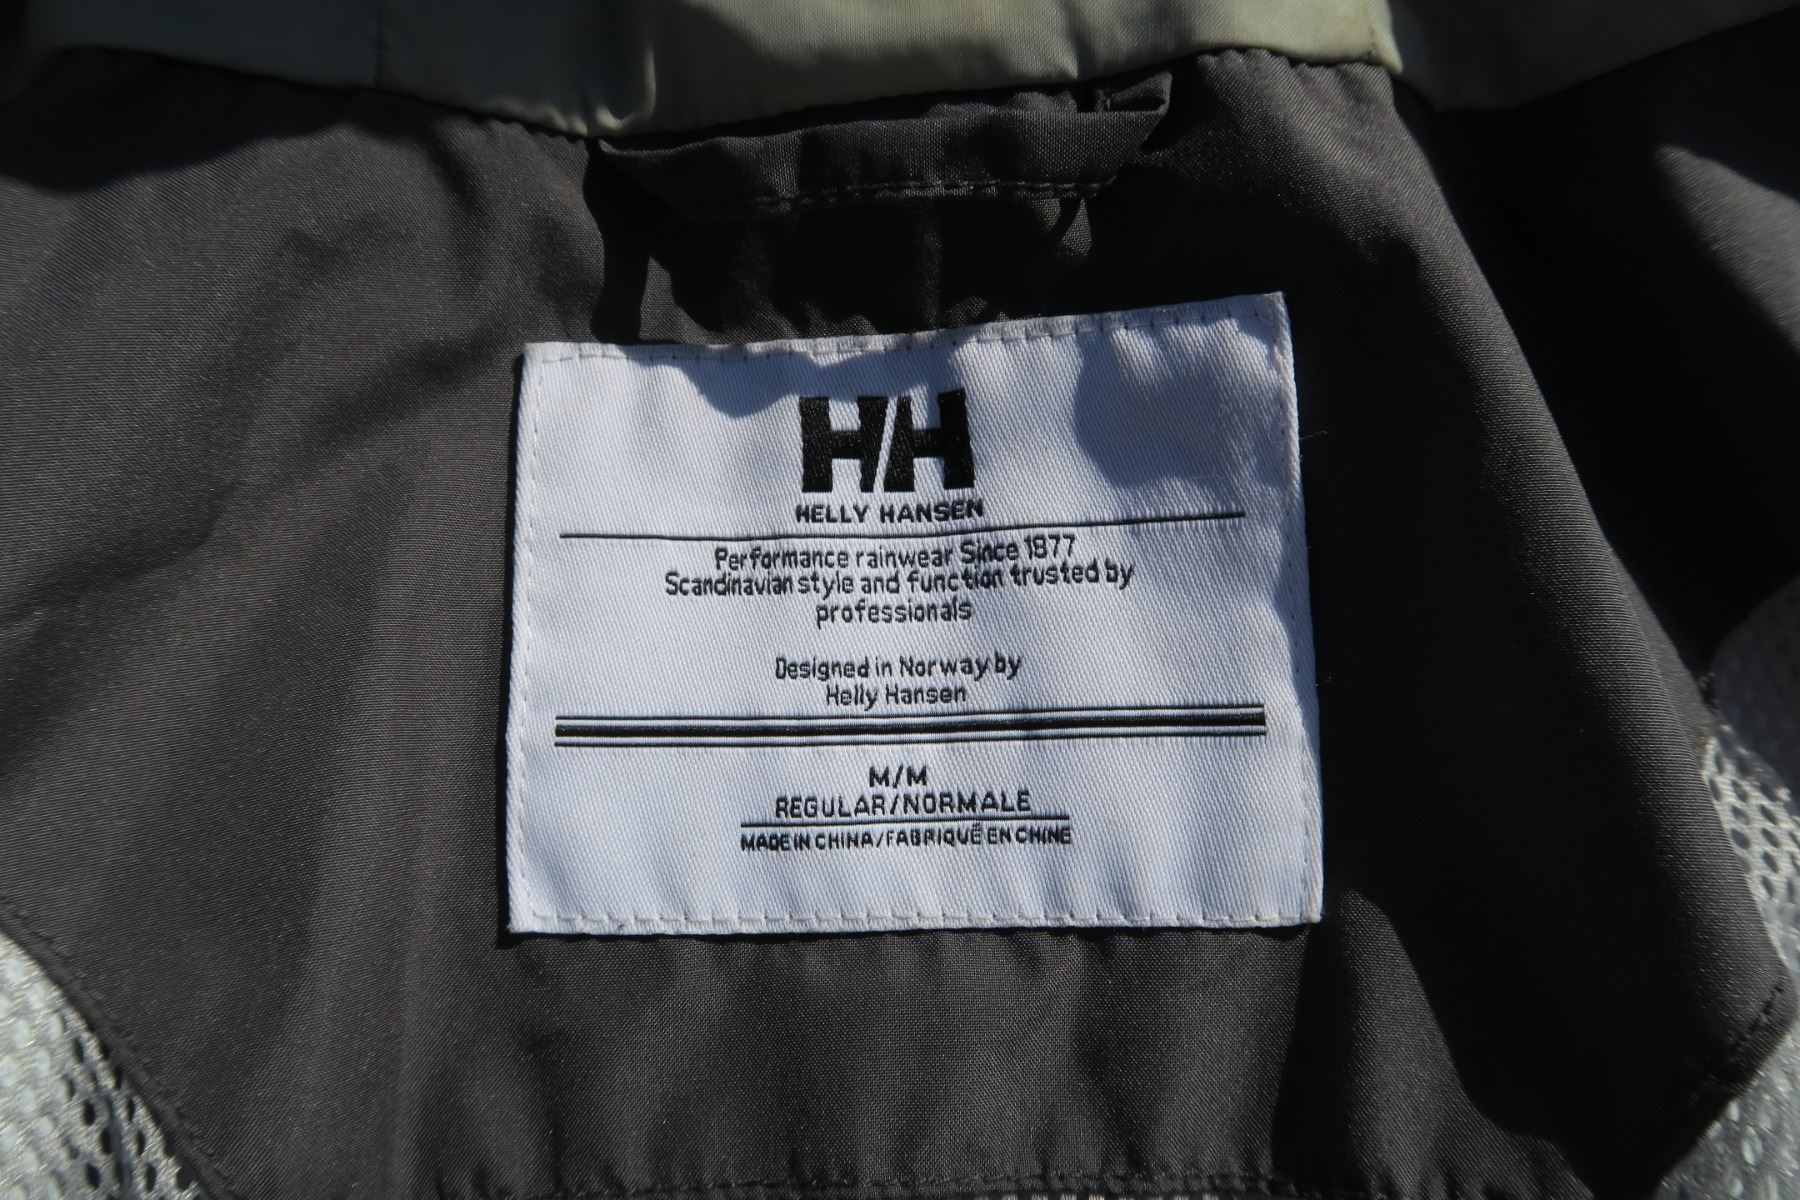 HH
HELLY HANSEN
Performance rainwear Since 1877
Scandinavian style and function trusted by
professionals
Designed in Norway by
Helly Hansen
M/M
REGULAR/NORMALE
MADE IN CHINA/FABRIQUÉ EN CHINE